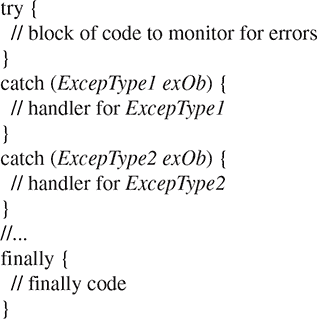 try {
// block of code to monitor for errors
}
catch (ExcepType1 exOb) {
// handler for ExcepType1
}
catch (ExcepType2 exOb) {
// handler for ExcepType2
}
//...
finally {
// finally code
}